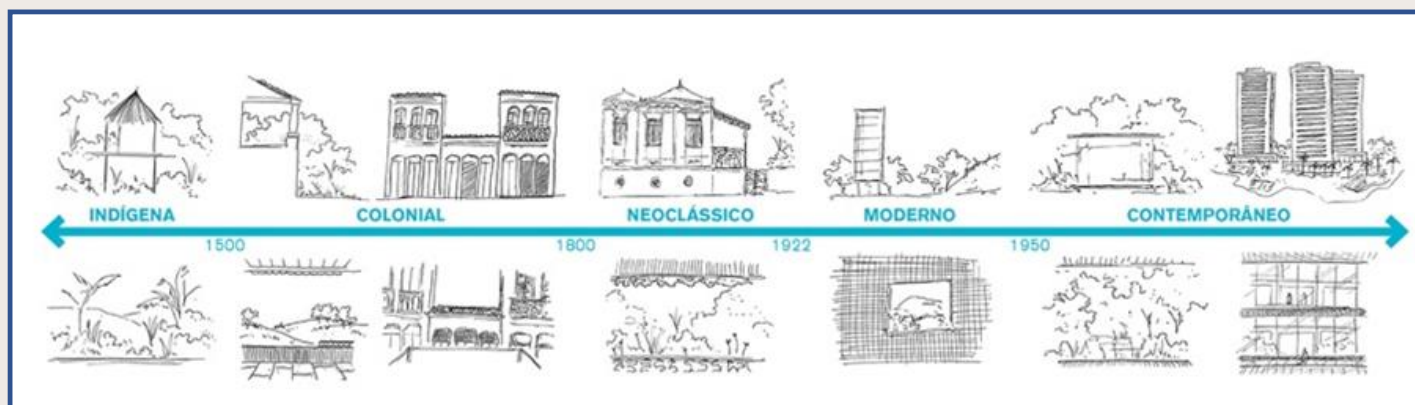 INDÍGENA COLONIAL NEOCLÁSSICO MODERNO CONTEMPORÂNEO
1500 1800 1922 1950